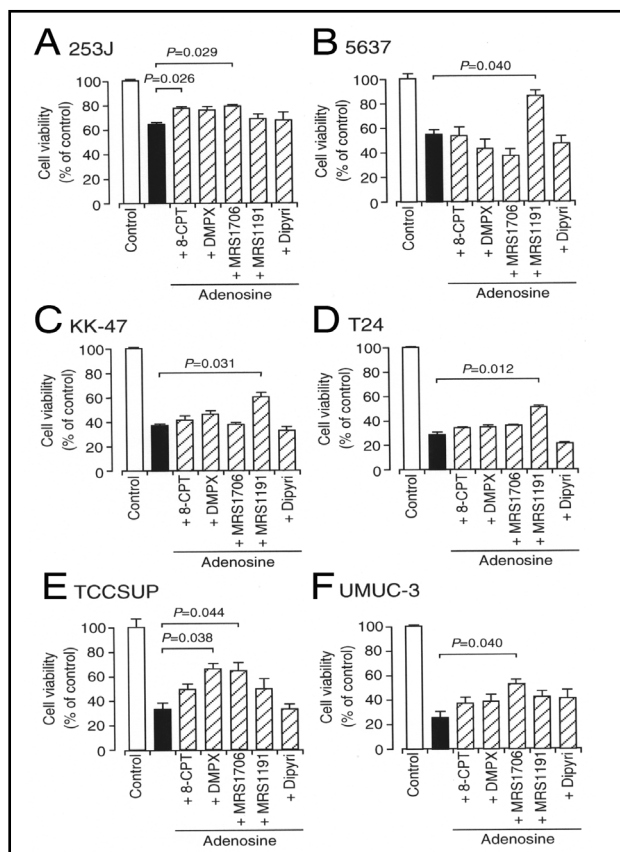 A 253J
P=0.029
P=0.026
Cell viability
(% of control)
100
80
60
40
20
0
Control
+ 8-CPT
+ DMPX
+ MRS1706
+ MRS1191
+ Dipyri
Adenosine
B 5637
P=0.040
Cell viability
(% of control)
100
80
60
40
20
0
Control
+ 8-CPT
+ DMPX
+ MRS1706
+ MRS1191
+ Dipyri
Adenosine
C KK-47
P=0.031
Cell viability
(% of control)
100
80
60
40
20
0
Control
+ 8-CPT
+ DMPX
+ MRS1706
+ MRS1191
+ Dipyri
Adenosine
D T24
P=0.012
Cell viability
(% of control)
100
80
60
40
20
0
Control
+ 8-CPT
+ DMPX
+ MRS1706
+ MRS1191
+ Dipyri
Adenosine
E TCCSUP
P=0.044
P=0.038
Cell viability
(% of control)
100
80
60
40
20
0
Control
+ 8-CPT
+ DMPX
+ MRS1706
+ MRS1191
+ Dipyri
Adenosine
F UMUC-3
P=0.040
Cell viability
(% of control)
100
80
60
40
20
0
Control
+ 8-CPT
+ DMPX
+ MRS1706
+ MRS1191
+ Dipyri
Adenosine